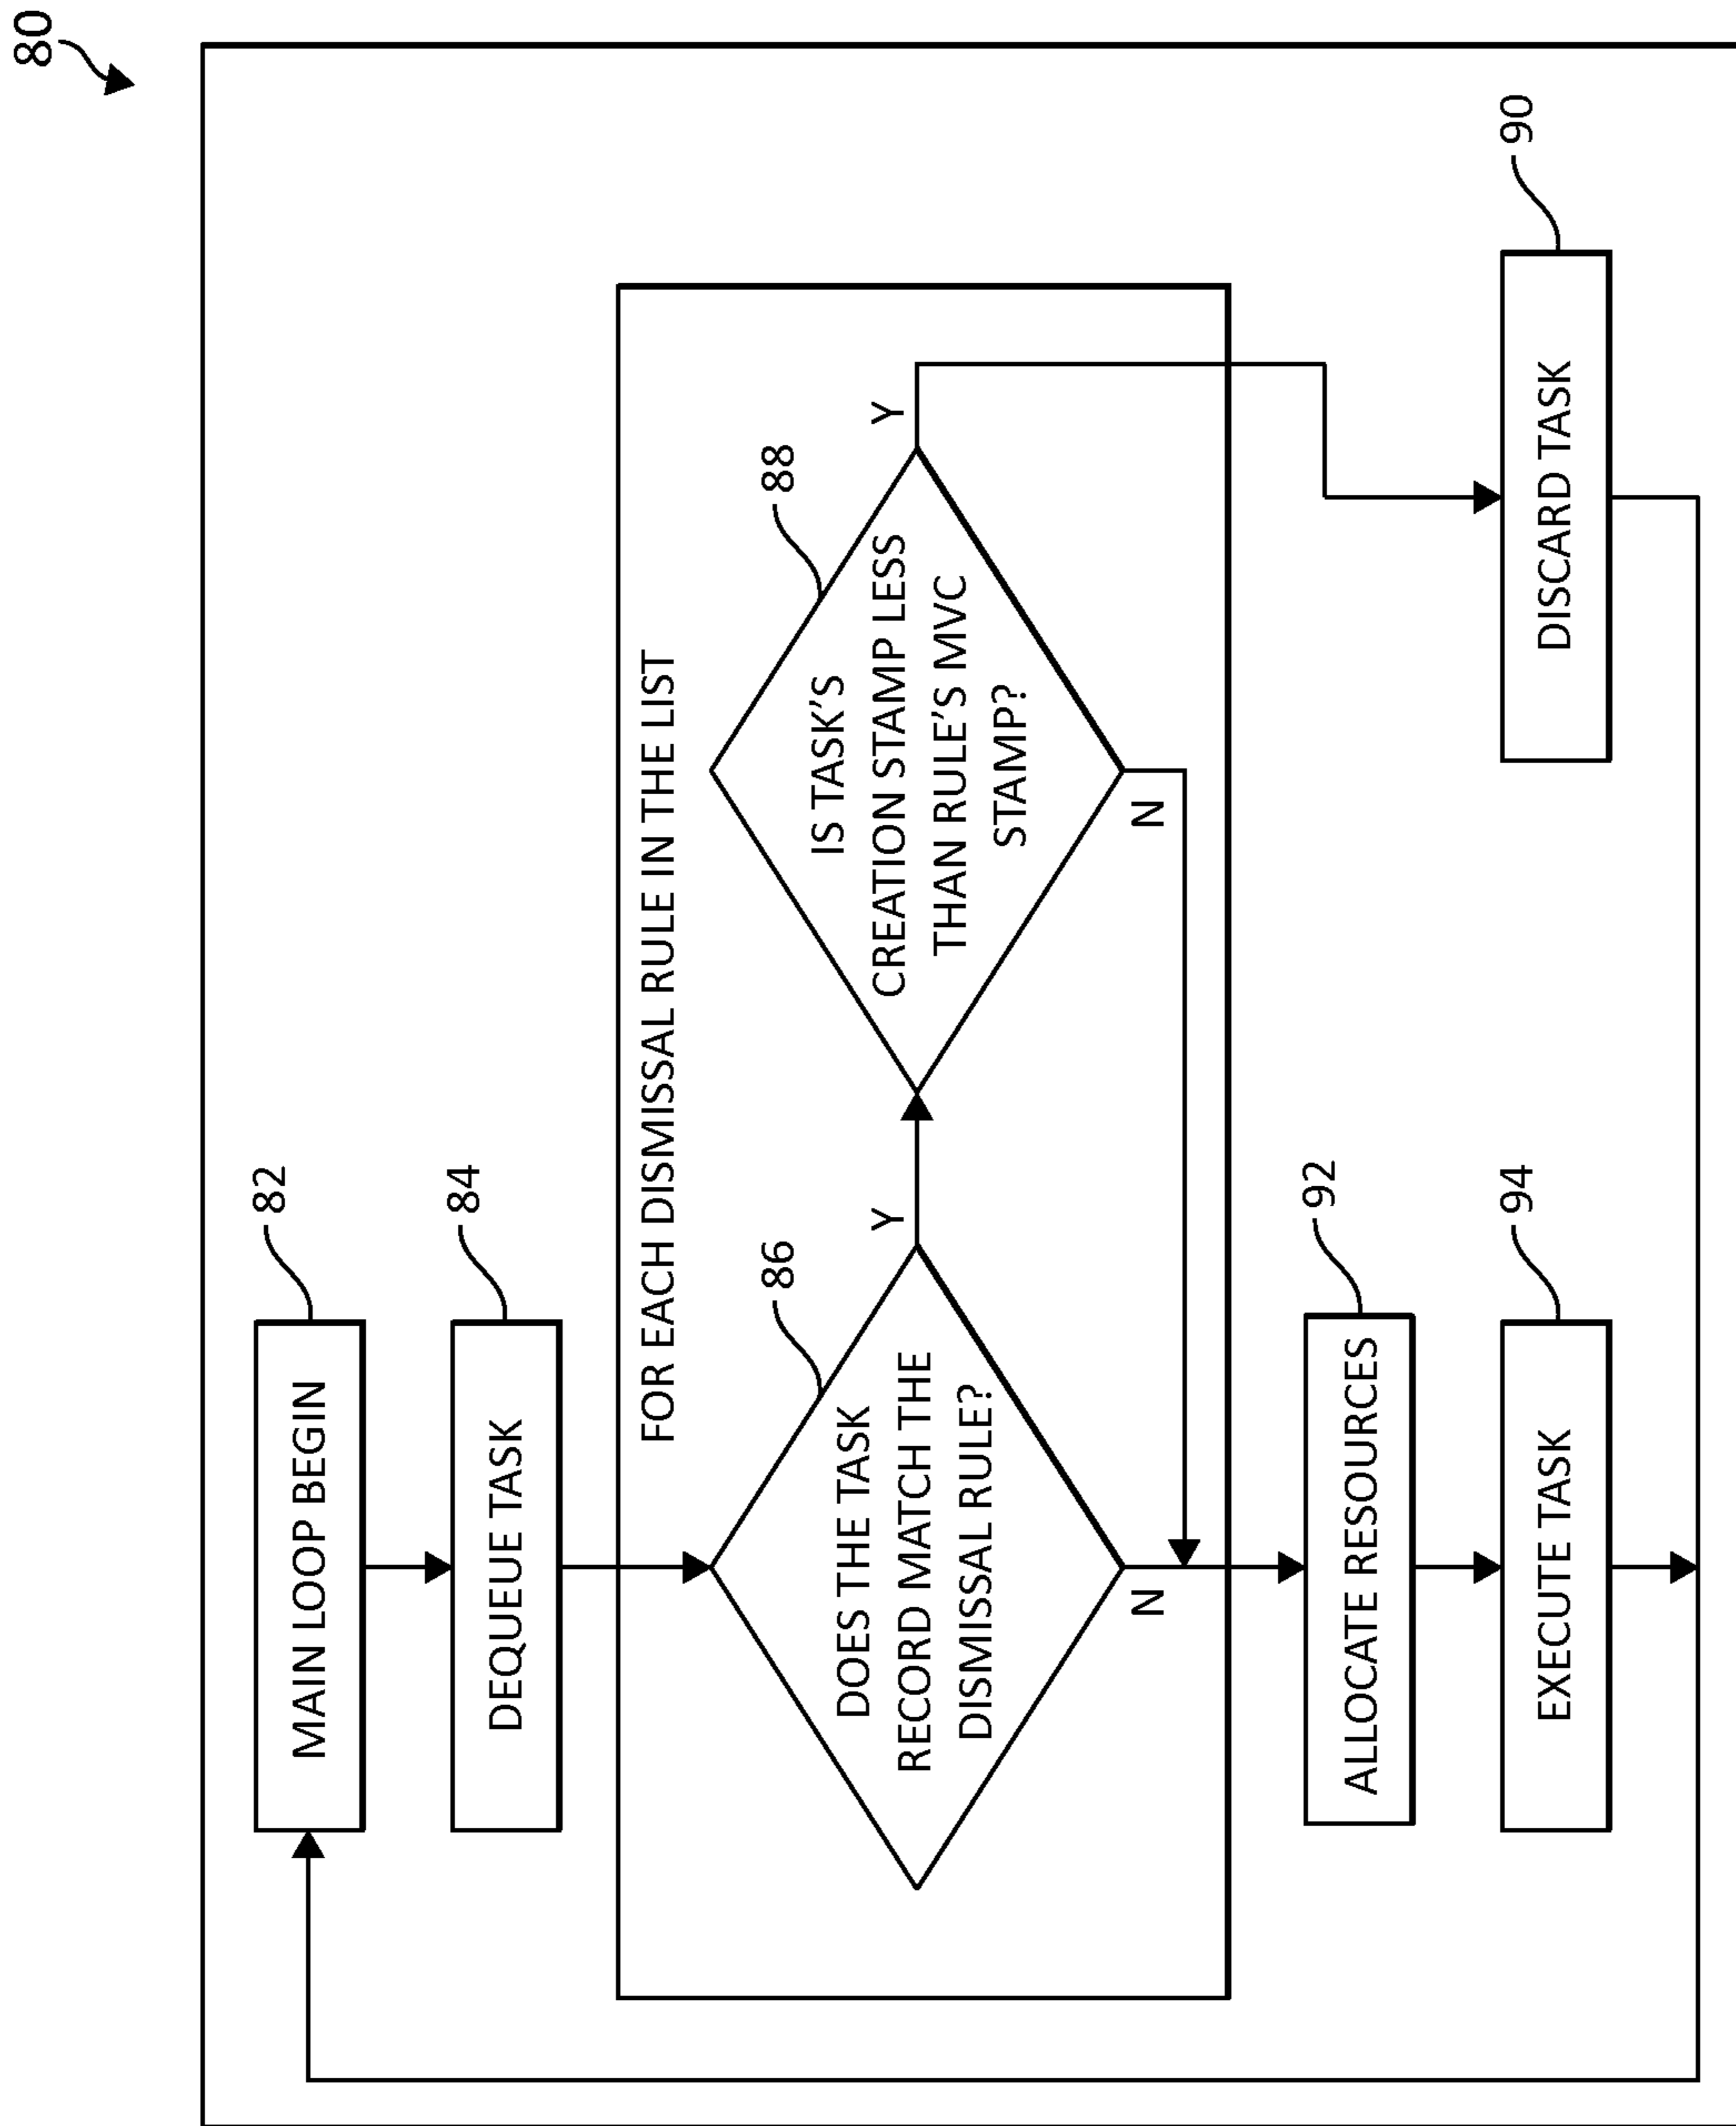 80
MAIN LOOP BEGIN
82
DEQUEUE TASK
84
FOR EACH DISMISSAL RULE IN THE LIST
DOES THE TASK
RECORD MATCH THE
DISMISSAL RULE?
86
Y
N
IS TASK'S
CREATION STAMP LESS
THAN RULE'S MVC
STAMP?
88
Y
N
ALLOCATE RESOURCES
92
EXECUTE TASK
94
DISCARD TASK
90